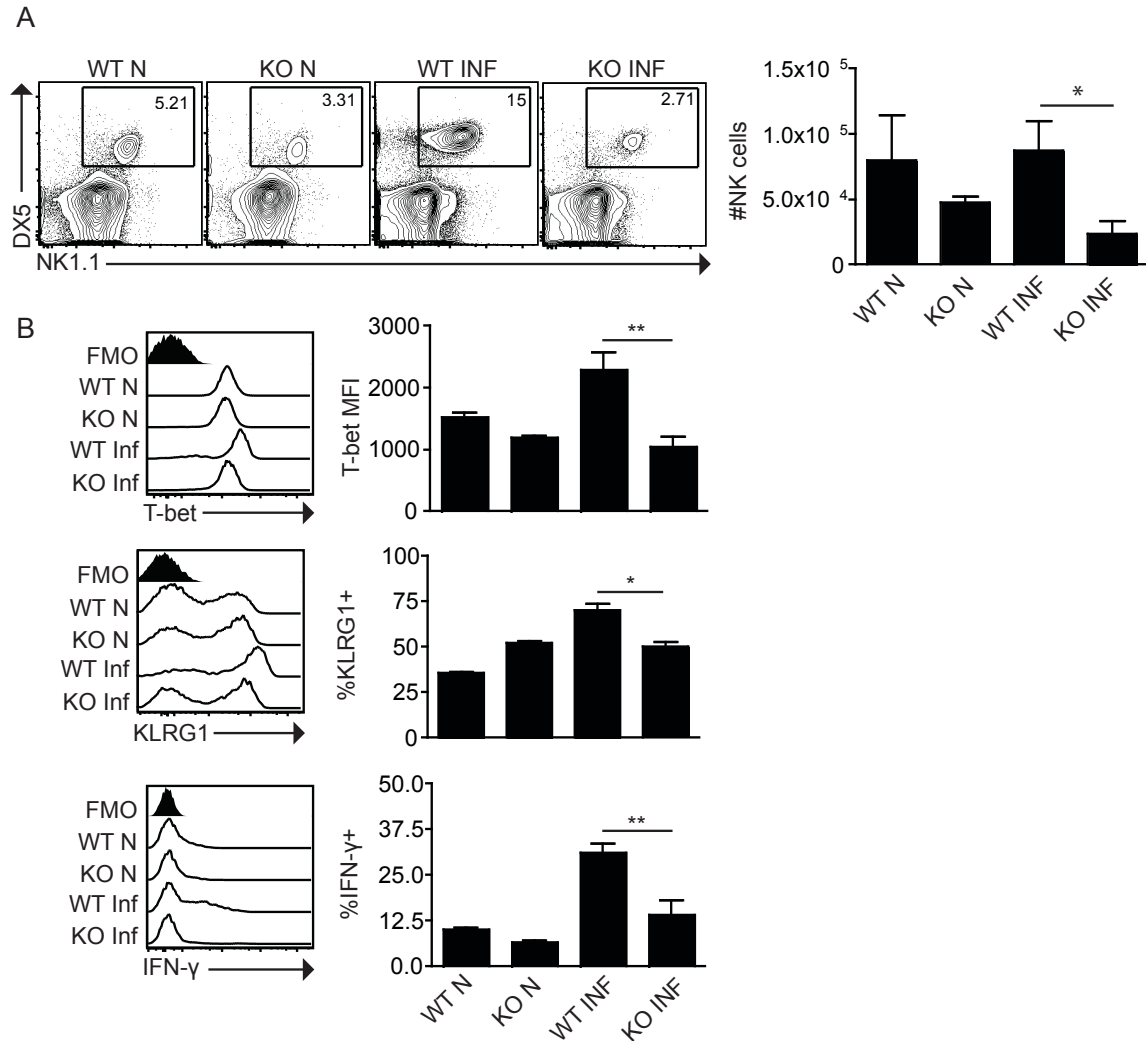 A
WT N
KO N
WT INF
KO INF
5.21
3.31
15
2.71
DX5
NK1.1
#NK cells
1.5x10 5
1.0x10 5
5.0x10 4
0
*
WT N
KO N
WT INF
KO INF
B
FMO
WT N
KO N
WT Inf
KO Inf
T-bet
T-bet MFI
3000
2000
1000
0
**
FMO
WT N
KO N
WT Inf
KO Inf
KLRG1
%KLRG1+
100
75
50
25
0
*
FMO
WT N
KO N
WT Inf
KO Inf
IFN-γ
%IFN-γ+
50.0
37.5
25.0
12.5
0.0
**
WT N
KO N
WT INF
KO INF